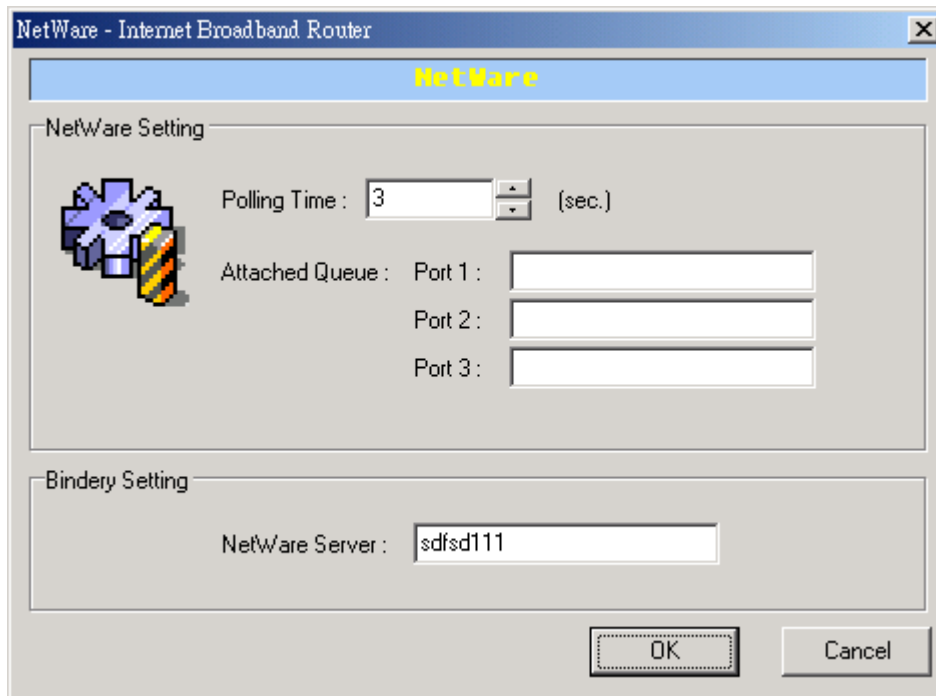 NetWare - Internet Broadband Router
NetWare
NetWare Setting
Polling Time : 3 (sec.)
Attached Queue : Port 1 :
Port 2 :
Port 3 :
Bindery Setting
NetWare Server : sdfsd111
OK Cancel